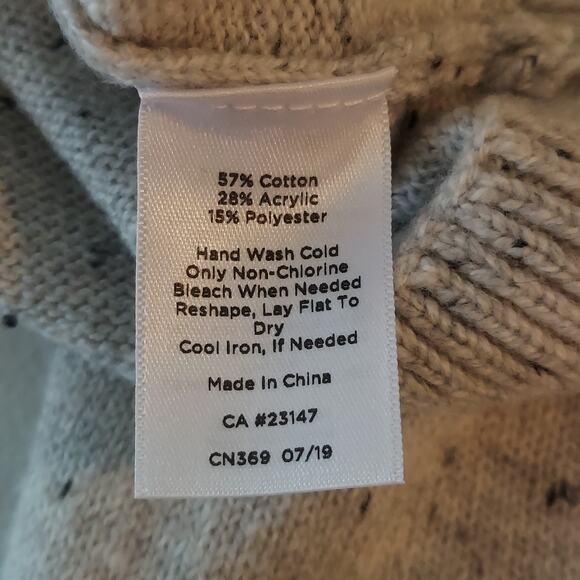 57% Cotton
28% Acrylic
15% Polyester
Hand Wash Cold
Only Non-Chlorine
Bleach When Needed
Reshape, Lay Flat To
Dry
Cool Iron, If Needed
Made In China
CA #23147
CN369 07/19